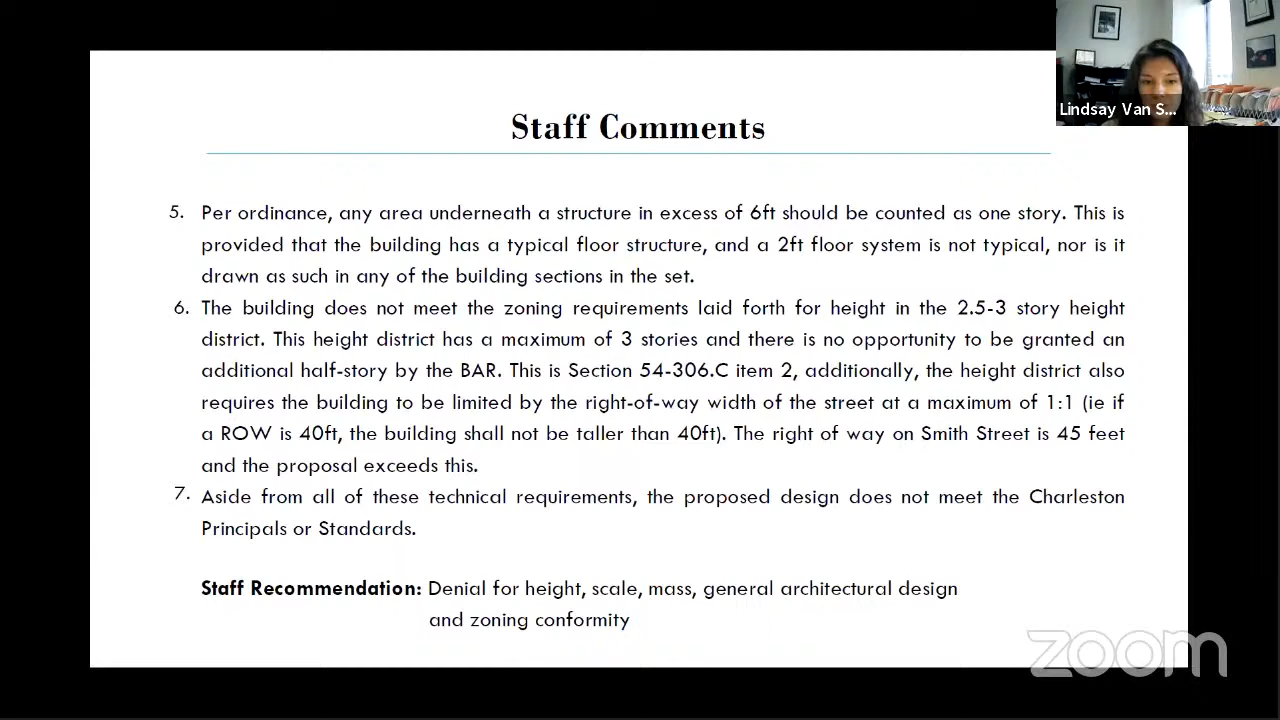 Lindsay Van S...
Staff Comments
5. Per ordinance, any area underneath a structure in excess of 6ft should be counted as one story. This is
provided that the building has a typical floor structure, and a 2ft floor system is not typical, nor is it
drawn as such in any of the building sections in the set.
6. The building does not meet the zoning requirements laid forth for height in the 2.5-3 story height
district. This height district has a maximum of 3 stories and there is no opportunity to be granted an
additional half-story by the BAR. This is Section 54-306.C item 2, additionally, the height district also
requires the building to be limited by the right-of-way width of the street at a maximum of 1:1 (ie if
a ROW is 40ft, the building shall not be taller than 40ft). The right of way on Smith Street is 45 feet
and the proposal exceeds this.
7. Aside from all of these technical requirements, the proposed design does not meet the Charleston
Principals or Standards.
Staff Recommendation: Denial for height, scale, mass, general architectural design
and zoning conformity
zoom